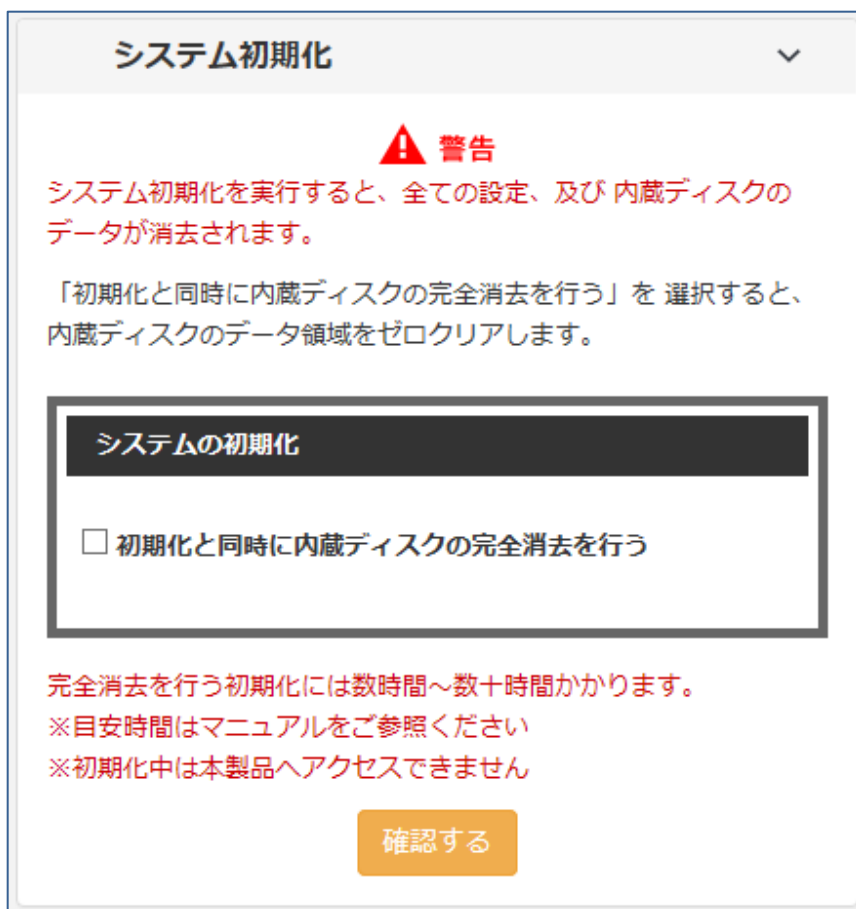 システム初期化
警告
システム初期化を実行すると、全ての設定、及び 内蔵ディスクの
データが消去されます。
「初期化と同時に内蔵ディスクの完全消去を行う」を 選択すると、
内蔵ディスクのデータ領域をゼロクリアします。
システムの初期化
初期化と同時に内蔵ディスクの完全消去を行う
完全消去を行う初期化には数時間～数十時間かかります。
※目安時間はマニュアルをご参照ください
※初期化中は本製品へアクセスできません
確認する